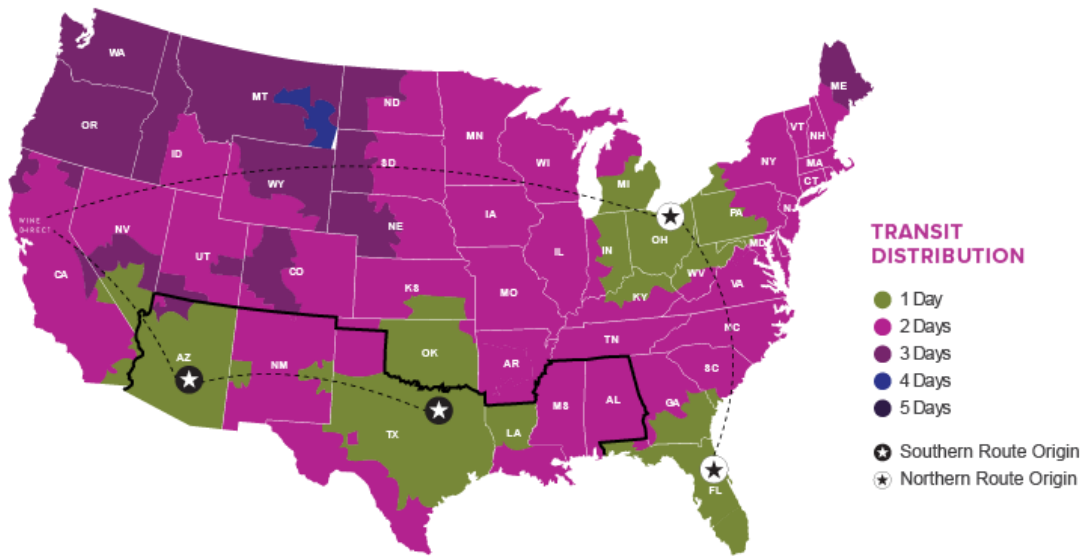 WA
ME
MT
ND
OR
MN
VT
NH
ID
SD
WI
NY
MA
CT
WY
MI
IA
PA
NJ
WINE
DIRECT
NV
NE
OH
IN
MD
UT
IL
CA
CO
WV
VA
KS
MO
KY
NC
TN
AZ
OK
AR
NM
SC
MS
AL
GA
TX
LA
FL
TRANSIT
DISTRIBUTION
1 Day
2 Days
3 Days
4 Days
5 Days
Southern Route Origin
Northern Route Origin